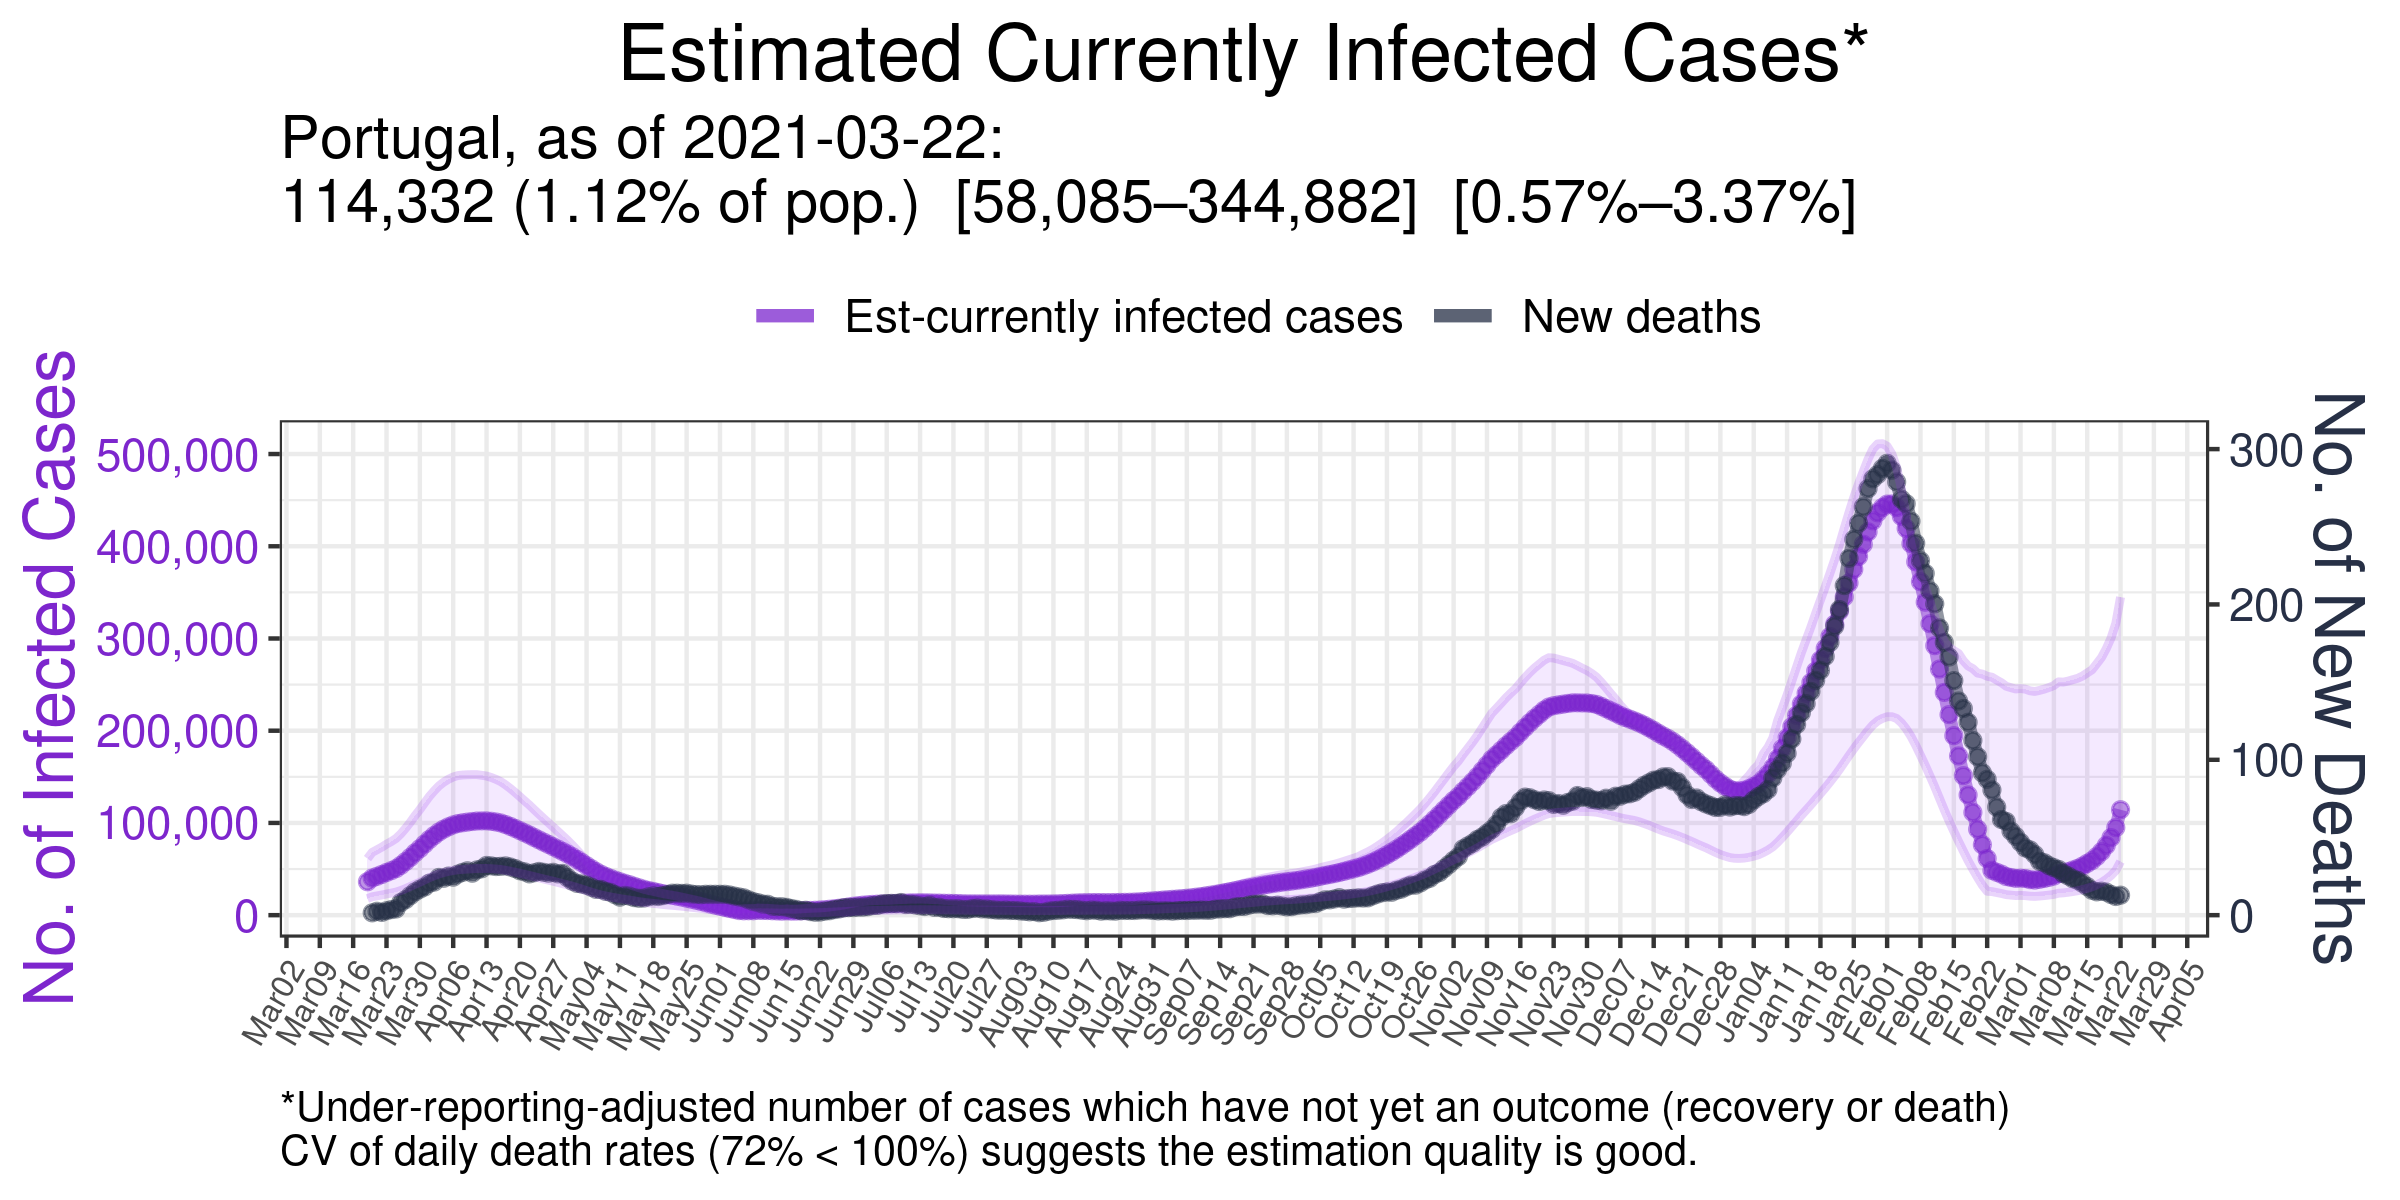 Estimated Currently Infected Cases*
Portugal, as of 2021-03-22:
114,332 (1.12% of pop.) [58,085–344,882] [0.57%–3.37%]
Est-currently infected cases
New deaths
No. of Infected Cases
500,000
400,000
300,000
200,000
100,000
0
300
200
100
0
No. of New Deaths
Mar02
Mar09
Mar16
Mar23
Mar30
Apr06
Apr13
Apr20
Apr27
May04
May11
May18
May25
Jun01
Jun08
Jun15
Jun22
Jun29
Jul06
Jul13
Jul20
Jul27
Aug03
Aug10
Aug17
Aug24
Aug31
Sep07
Sep14
Sep21
Sep28
Oct05
Oct12
Oct19
Oct26
Nov02
Nov09
Nov16
Nov23
Nov30
Dec07
Dec14
Dec21
Dec28
Jan04
Jan11
Jan18
Jan25
Feb01
Feb08
Feb15
Feb22
Mar01
Mar08
Mar15
Mar22
Mar29
Apr05
*Under-reporting-adjusted number of cases which have not yet an outcome (recovery or death)
CV of daily death rates (72% < 100%) suggests the estimation quality is good.